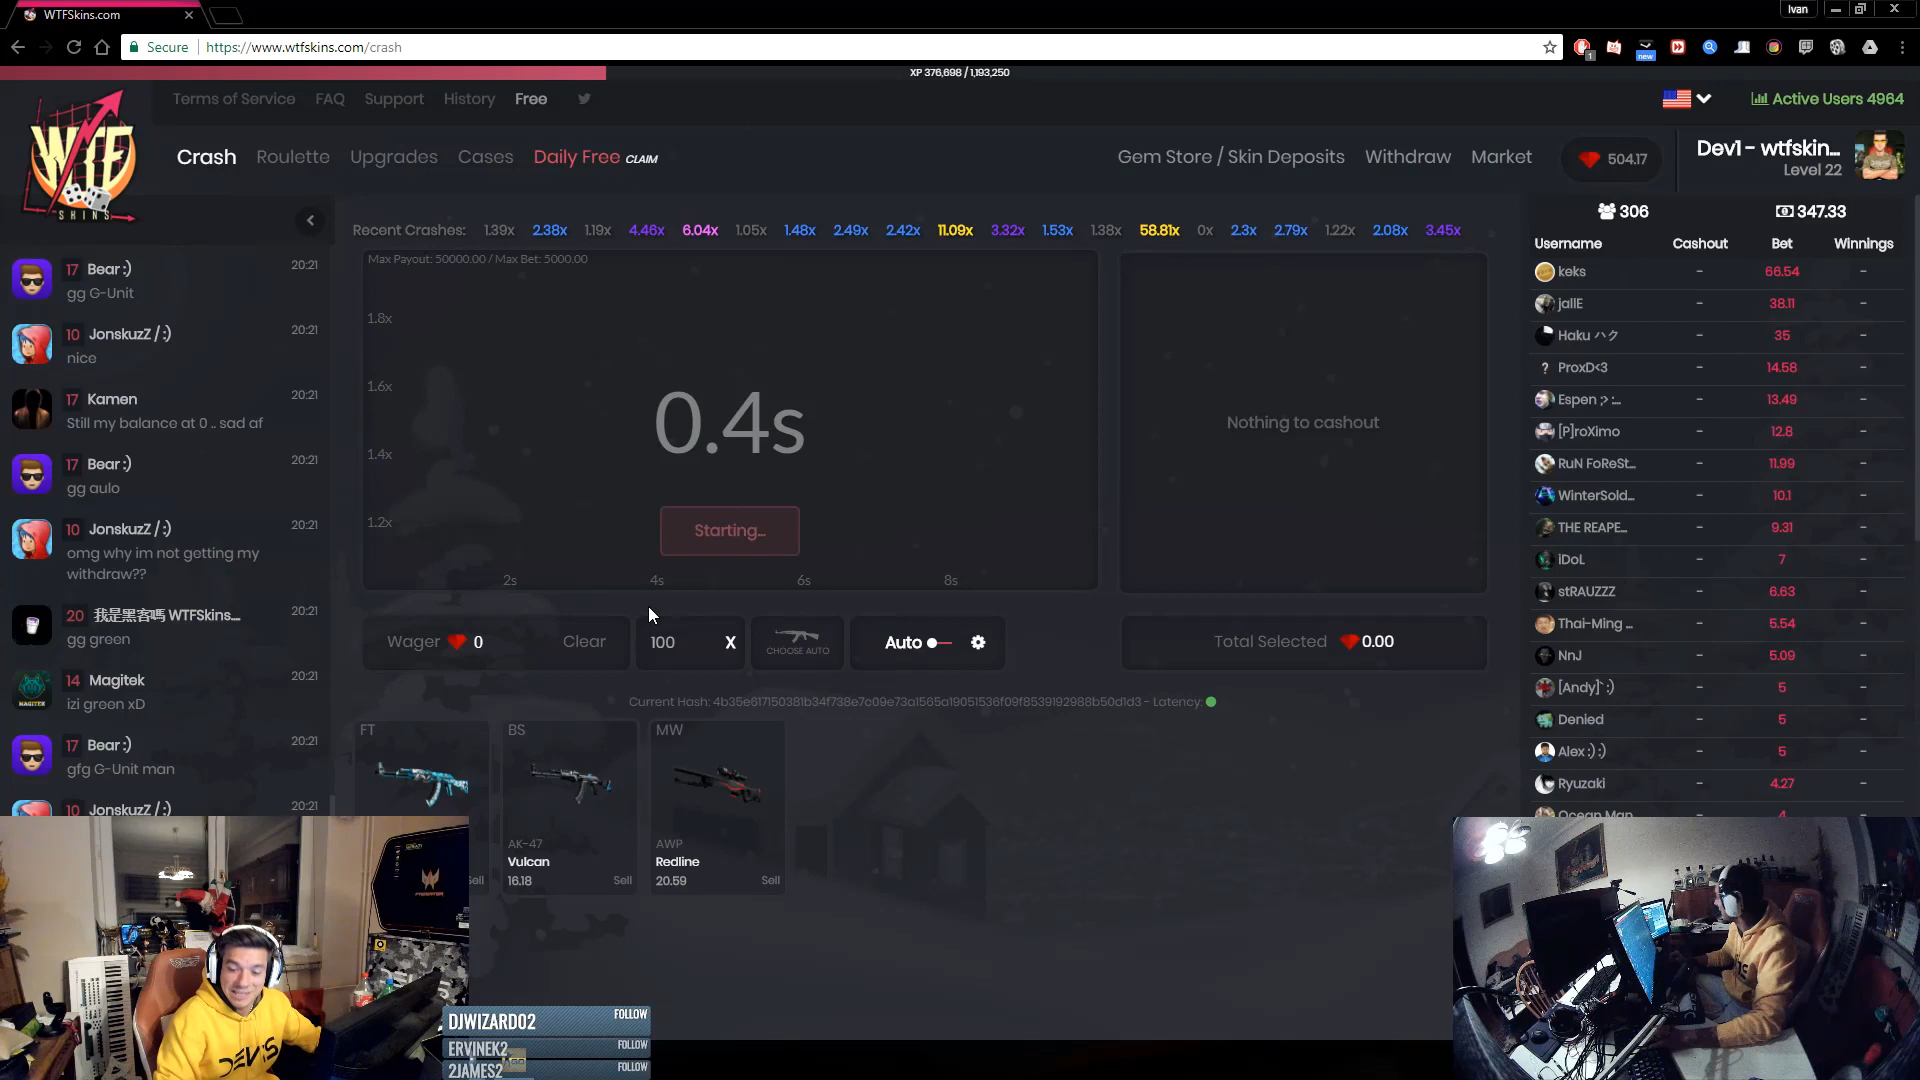 WTFSkins.com
Ivan
Secure
https://www.wtfskins.com/crash
1
new
XP 376,698 / 1,193,250
Terms of Service
FAQ
Support
History
Free
Active Users 4964
WTF
SKINS
Crash
Roulette
Upgrades
Cases
Daily Free CLAIM
Gem Store / Skin Deposits
Withdraw
Market
504.17
Dev1 - wtfskin...
Level 22
Recent Crashes: 1.39x 2.38x 1.19x 4.46x 6.04x 1.05x 1.48x 2.49x 2.42x 11.09x 3.32x 1.53x 1.38x 58.81x 0x 2.3x 2.79x 1.22x 2.08x 3.45x
17 Bear :) 20:21
gg G-Unit
10 JonskuzZ / :) 20:21
nice
17 Kamen 20:21
Still my balance at 0 .. sad af
17 Bear :) 20:21
gg aulo
10 JonskuzZ / :) 20:21
omg why im not getting my
withdraw??
20 我是黑客嗎 WTFSkins.... 20:21
gg green
14 Magitek 20:21
izi green xD
MAGITEK
17 Bear :) 20:21
gfg G-Unit man
10 JonskuzZ / :) 20:21
Max Payout: 50000.00 / Max Bet: 5000.00
1.8x
1.6x
1.4x
1.2x
0.4s
Starting...
2s 4s 6s 8s
Nothing to cashout
Wager 0 Clear
100 X
CHOOSE AUTO
Auto
Total Selected 0.00
Current Hash: 4b35e617150381b34f738e7c09e73a1565a19051536f09f8539192988b50d1d3 - Latency:
FT
ell
BS
AK-47
Vulcan
16.18 Sell
MW
AWP
Redline
20.59 Sell
306 347.33
Username Cashout Bet Winnings
keks - 66.54 -
jallE - 38.11 -
Haku ハク - 35 -
? ProxD<3 - 14.58 -
Espen ;> :... - 13.49 -
[P]roXimo - 12.8 -
RuN FoReSt... - 11.99 -
WinterSold... - 10.1 -
THE REAPE... - 9.31 -
iDoL - 7 -
stRAUZZZ - 6.63 -
Thai-Ming ... - 5.54 -
NnJ - 5.09 -
[Andy]` :) - 5 -
Denied - 5 -
Alex :) :) - 5 -
Ryuzaki - 4.27 -
Ocean Man - 4 -
PREDATOR
DJWIZARD02 FOLLOW
ERVINEK2 FOLLOW
2JAMES2 FOLLOW